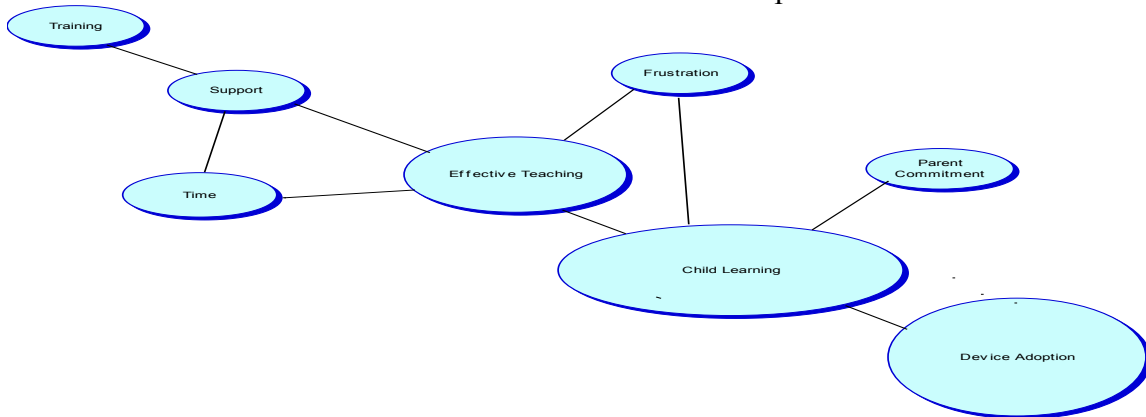 Training
Support
Frustration
Parent
Commitment
Effective Teaching
Time
Child Learning
Device Adoption